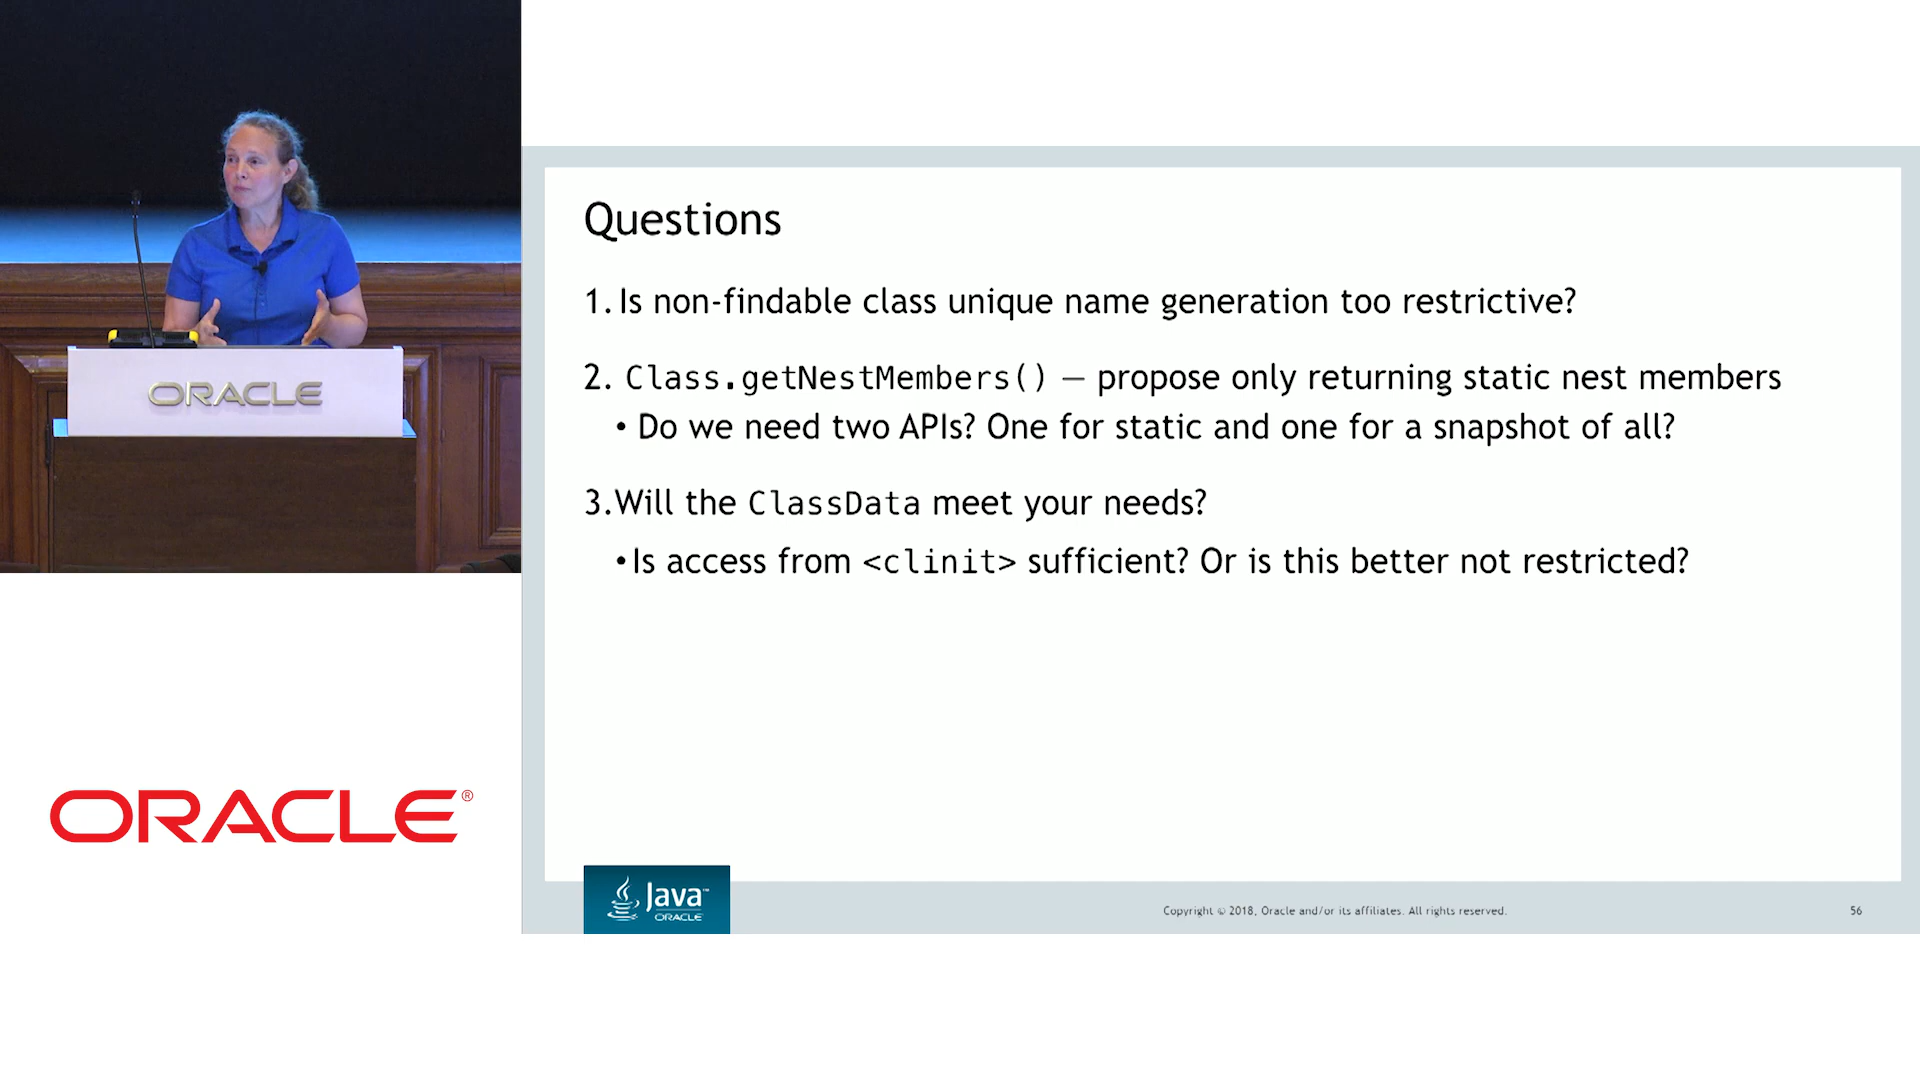 ORACLE
ORACLE®
Questions
1. Is non-findable class unique name generation too restrictive?
2. Class.getNestMembers() — propose only returning static nest members
• Do we need two APIs? One for static and one for a snapshot of all?
3.Will the ClassData meet your needs?
•Is access from <clinit> sufficient? Or is this better not restricted?
Java™
ORACLE
Copyright © 2018, Oracle and/or its affiliates. All rights reserved.
56